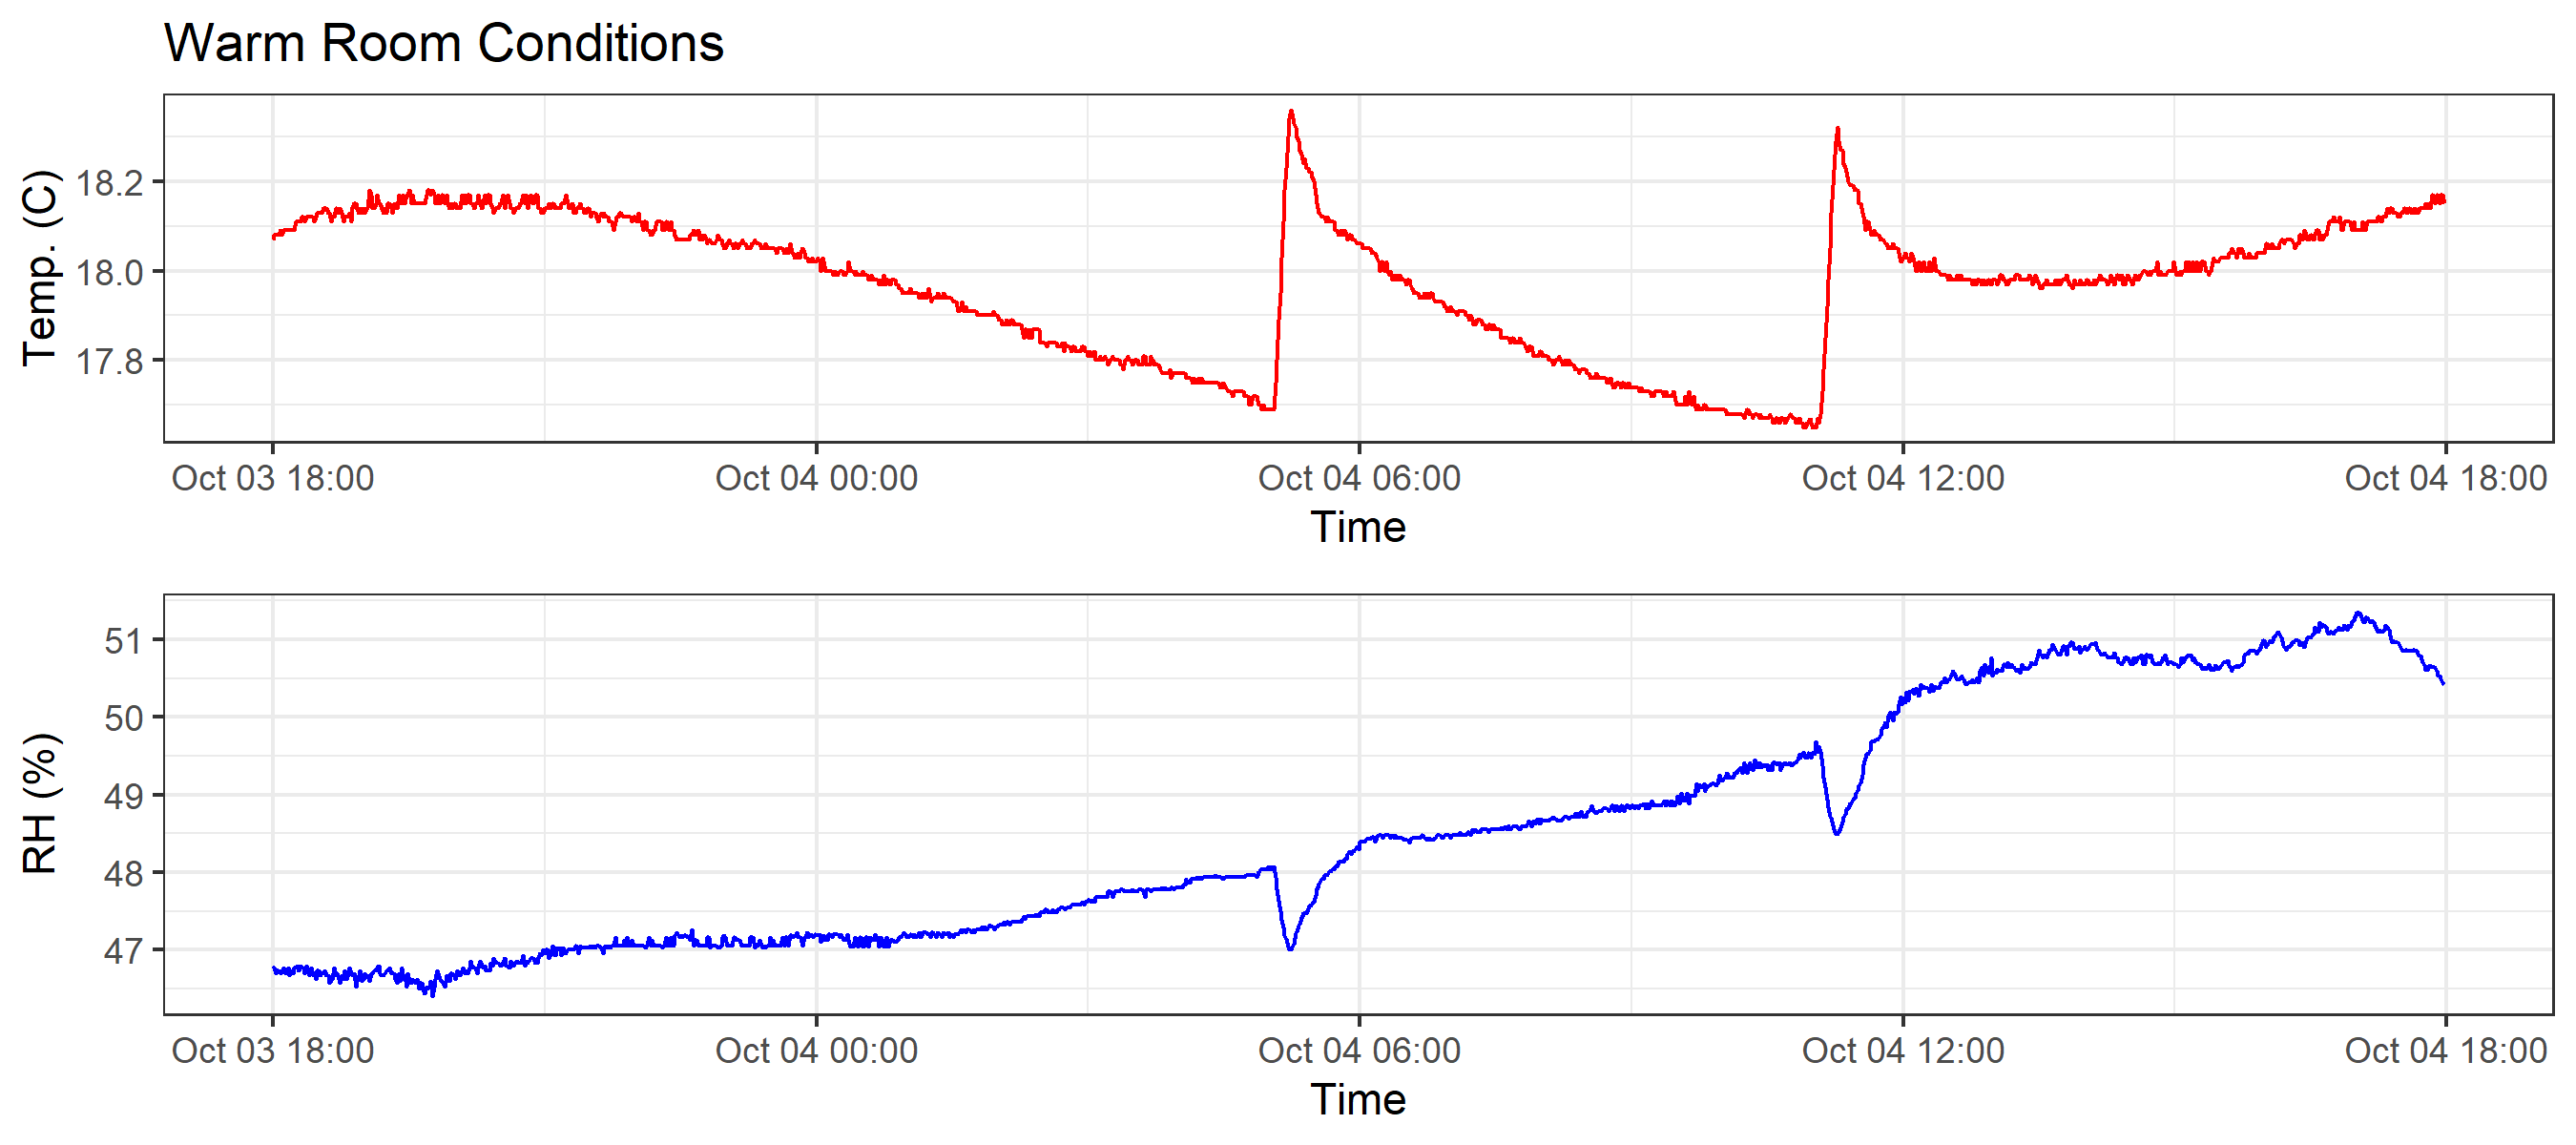 Warm Room Conditions
Temp. (C)
18.2
18.0
17.8
Oct 03 18:00 Oct 04 00:00 Oct 04 06:00 Oct 04 12:00 Oct 04 18:00
Time
RH (%)
51
50
49
48
47
Oct 03 18:00 Oct 04 00:00 Oct 04 06:00 Oct 04 12:00 Oct 04 18:00
Time